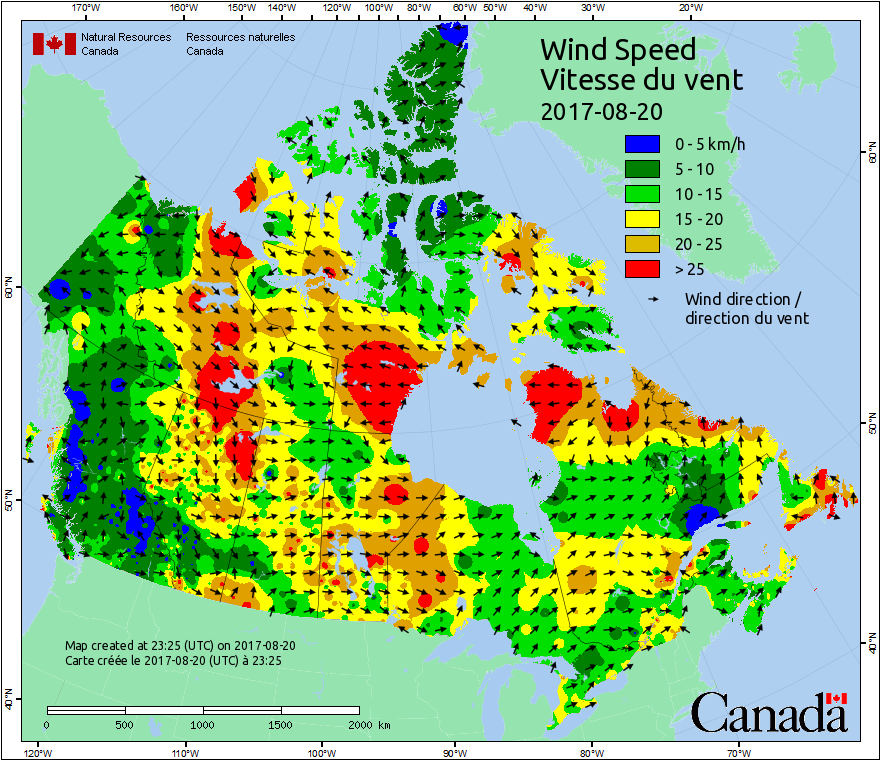 170°W 160°W 150°W 140°W 120°W 100°W 80°W 60°W 50°W 40°W 30°W 20°W
Natural Resources Ressources naturelles
Canada Canada
Wind Speed
Vitesse du vent
2017-08-20
0 - 5 km/h
5 - 10
10 - 15
15 - 20
20 - 25
> 25
Wind direction /
direction du vent
60°N
60°N
50°N
50°N
40°N
40°N
Map created at 23:25 (UTC) on 2017-08-20
Carte créée le 2017-08-20 (UTC) à 23:25
0 500 1000 1500 2000 km
Canada
120°W 110°W 100°W 90°W 80°W 70°W